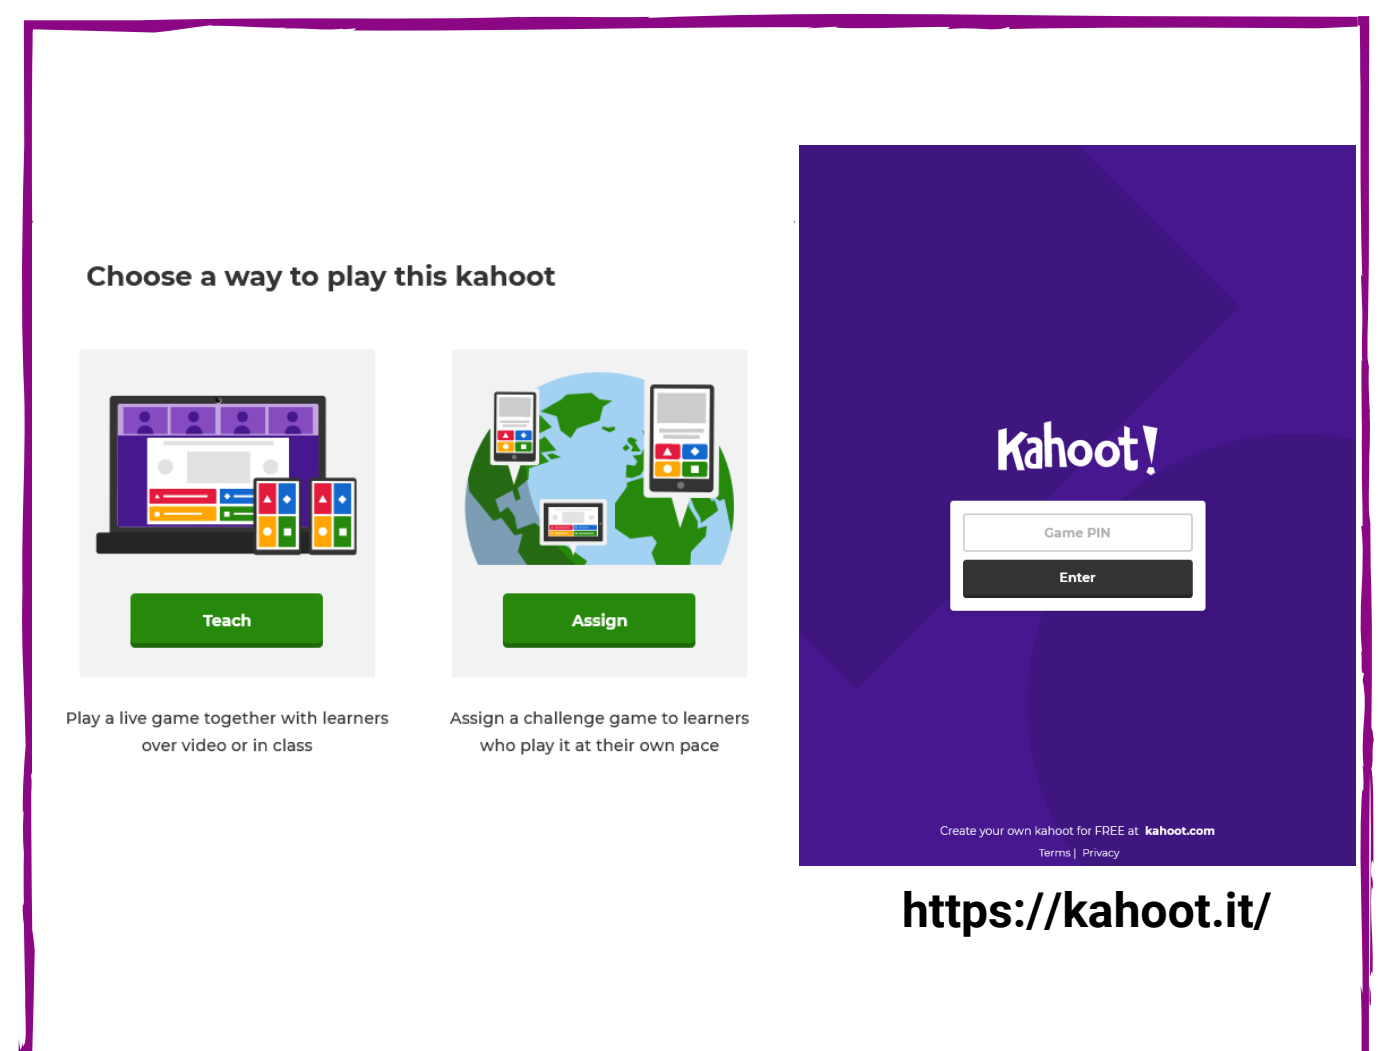 Choose a way to play this kahoot
Teach
Play a live game together with learners
over video or in class
Assign
Assign a challenge game to learners
who play it at their own pace
Kahoot!
Game PIN
Enter
Create your own kahoot for FREE at kahoot.com
Terms | Privacy
https://kahoot.it/